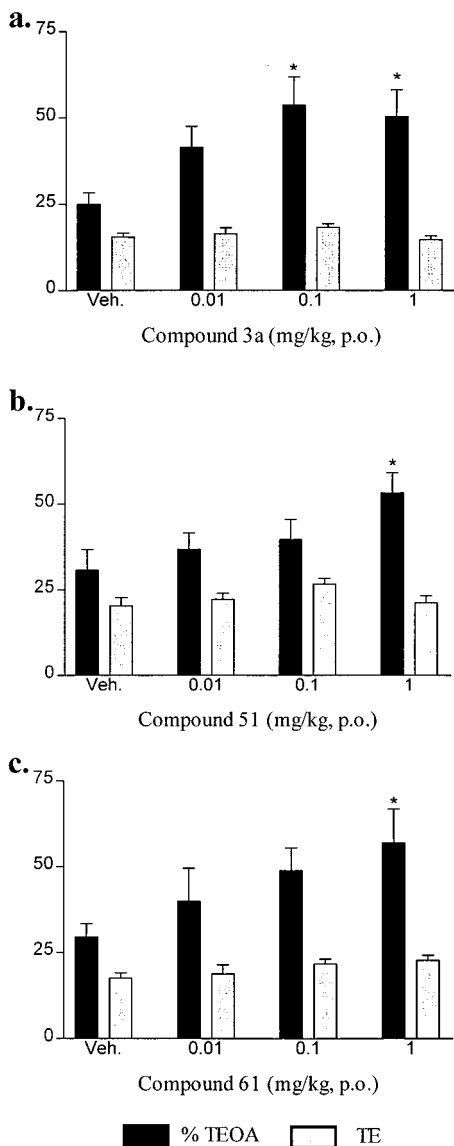 a.
75
* *
50
25
0
Veh. 0.01 0.1 1
Compound 3a (mg/kg, p.o.)
b.
75
*
50
25
0
Veh. 0.01 0.1 1
Compound 51 (mg/kg, p.o.)
c.
75
*
50
25
0
Veh. 0.01 0.1 1
Compound 61 (mg/kg, p.o.)
% TEOA TE